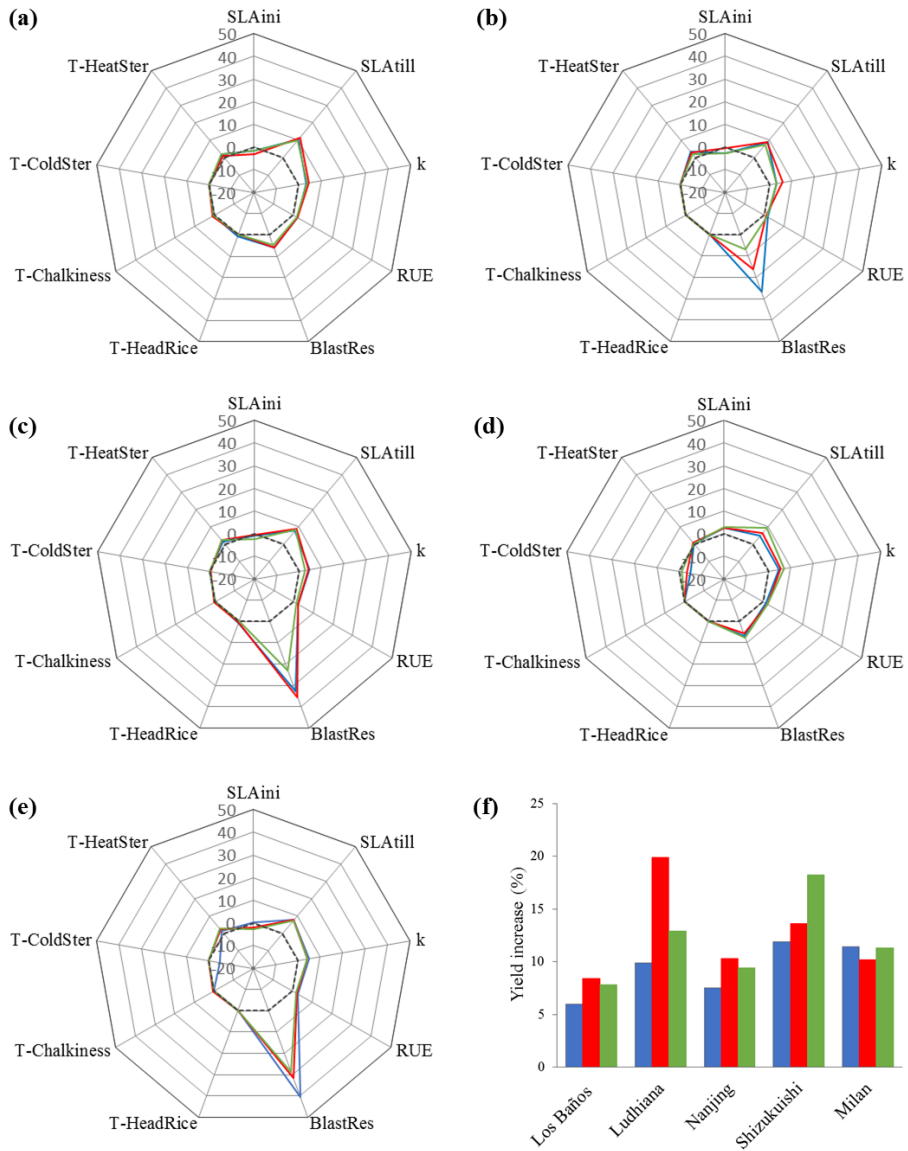 (a)
SLAini
SLAtill
k
RUE
BlastRes
T-HeadRice
T-Chalkiness
T-ColdSter
T-HeatSter
50
40
30
20
10
0
-10
-20
(b)
SLAini
SLAtill
k
RUE
BlastRes
T-HeadRice
T-Chalkiness
T-ColdSter
T-HeatSter
50
40
30
20
10
0
-10
-20
(c)
SLAini
SLAtill
k
RUE
BlastRes
T-HeadRice
T-Chalkiness
T-ColdSter
T-HeatSter
50
40
30
20
10
0
-10
-20
(d)
SLAini
SLAtill
k
RUE
BlastRes
T-HeadRice
T-Chalkiness
T-ColdSter
T-HeatSter
50
40
30
20
10
0
-10
-20
(e)
SLAini
SLAtill
k
RUE
BlastRes
T-HeadRice
T-Chalkiness
T-ColdSter
T-HeatSter
50
40
30
20
10
0
-10
-20
(f)
Yield increase (%)
25
20
15
10
5
0
Los Baños
Ludhiana
Nanjing
Shizukuishi
Milan